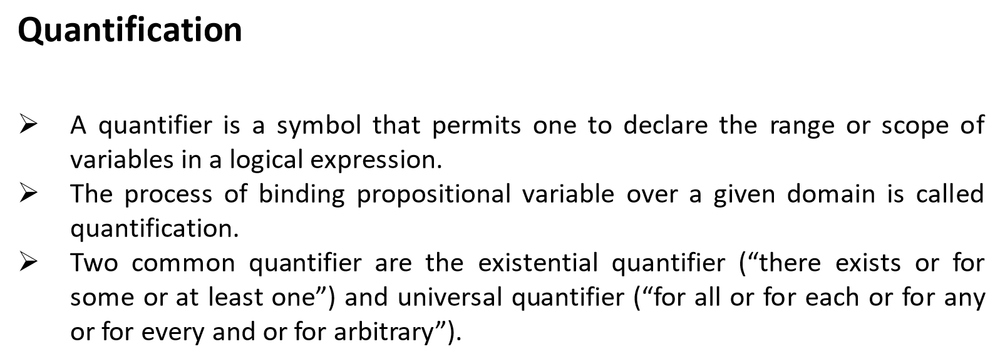 Quantification
➢ A quantifier is a symbol that permits one to declare the range or scope of
variables in a logical expression.
➢ The process of binding propositional variable over a given domain is called
quantification.
➢ Two common quantifier are the existential quantifier (“there exists or for
some or at least one”) and universal quantifier (“for all or for each or for any
or for every and or for arbitrary”).